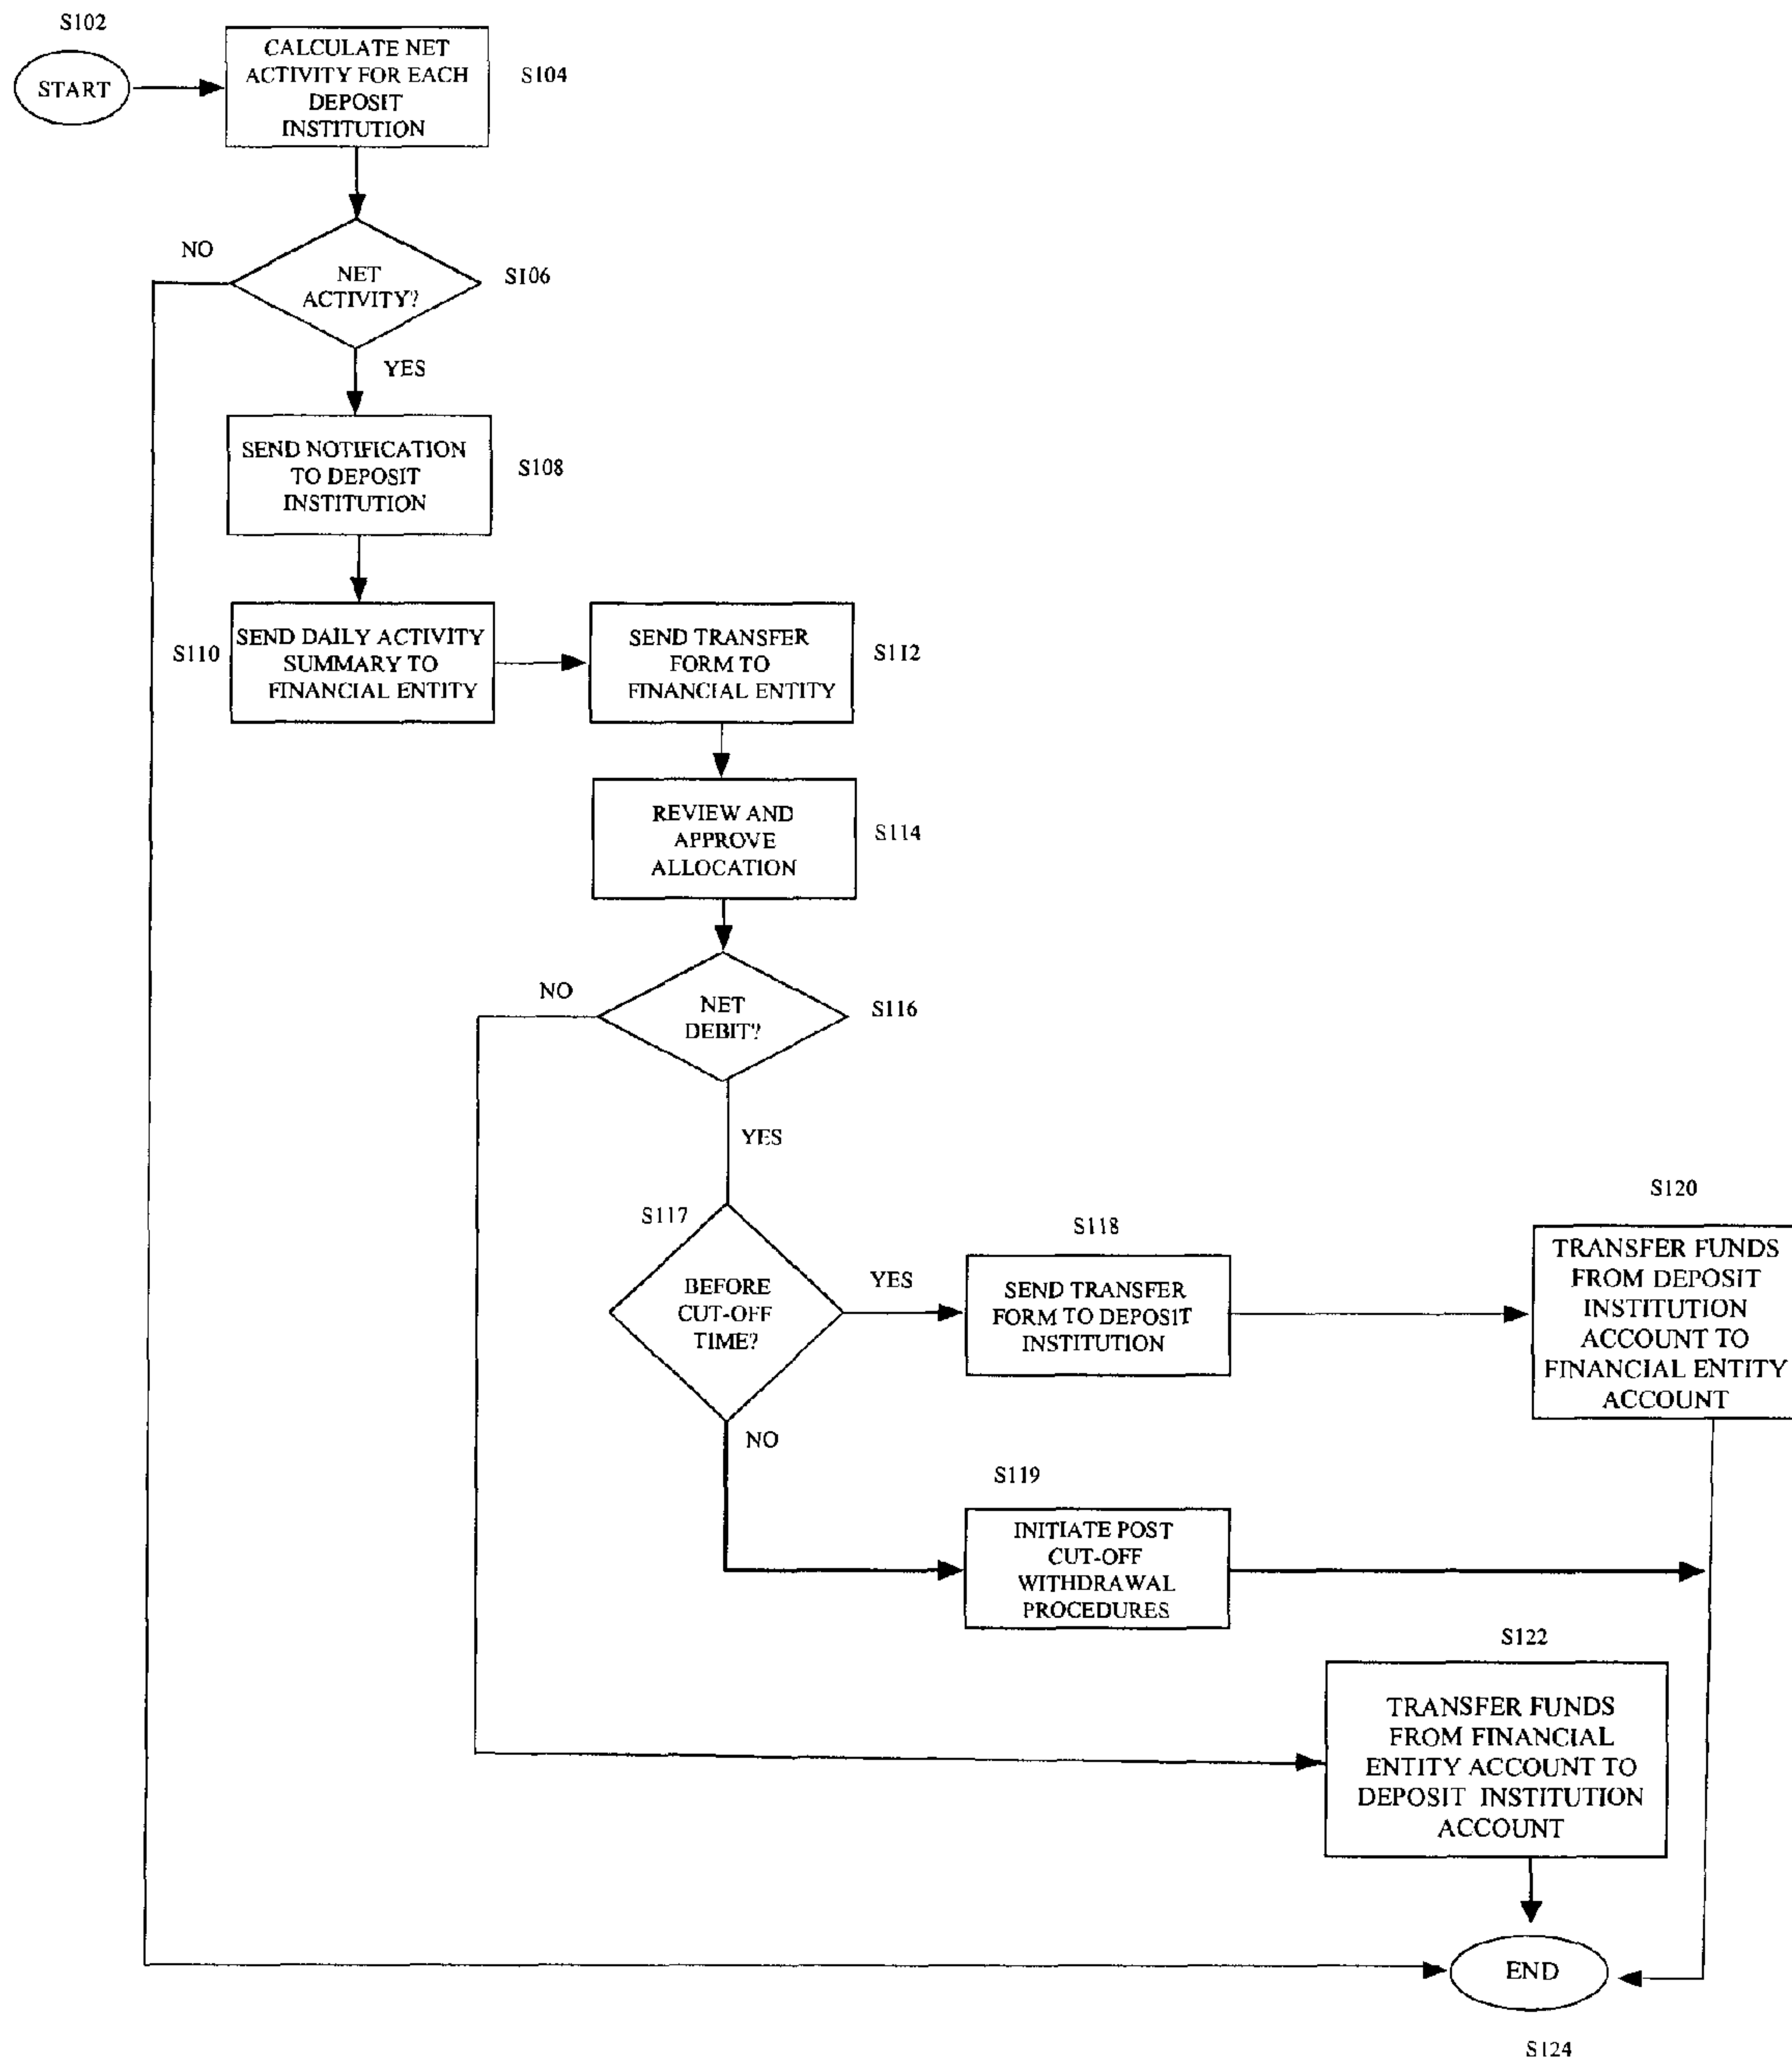 S102
START
CALCULATE NET
ACTIVITY FOR EACH
DEPOSIT
INSTITUTION
S104
NO
NET
ACTIVITY?
S106
YES
SEND NOTIFICATION
TO DEPOSIT
INSTITUTION
S108
S110
SEND DAILY ACTIVITY
SUMMARY TO
FINANCIAL ENTITY
SEND TRANSFER
FORM TO
FINANCIAL ENTITY
S112
REVIEW AND
APPROVE
ALLOCATION
S114
NO
NET
DEBIT?
S116
YES
S117
BEFORE
CUT-OFF
TIME?
YES
S118
SEND TRANSFER
FORM TO DEPOSIT
INSTITUTION
S120
TRANSFER FUNDS
FROM DEPOSIT
INSTITUTION
ACCOUNT TO
FINANCIAL ENTITY
ACCOUNT
NO
S119
INITIATE POST
CUT-OFF
WITHDRAWAL
PROCEDURES
S122
TRANSFER FUNDS
FROM FINANCIAL
ENTITY ACCOUNT TO
DEPOSIT INSTITUTION
ACCOUNT
END
S124